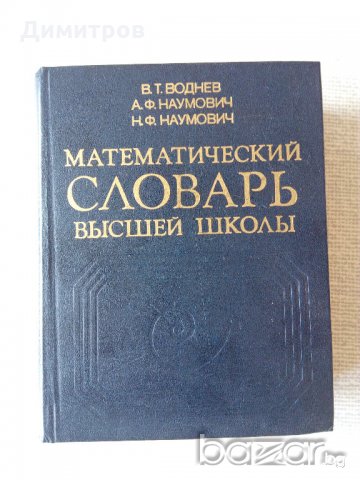 Димитров
В. Т. ВОДНЕВ
А. Ф. НАУМОВИЧ
Н. Ф. НАУМОВИЧ
МАТЕМАТИЧЕСКИЙ
СЛОВАРЬ
ВЫСШЕЙ ШКОЛЫ
bazar
bg